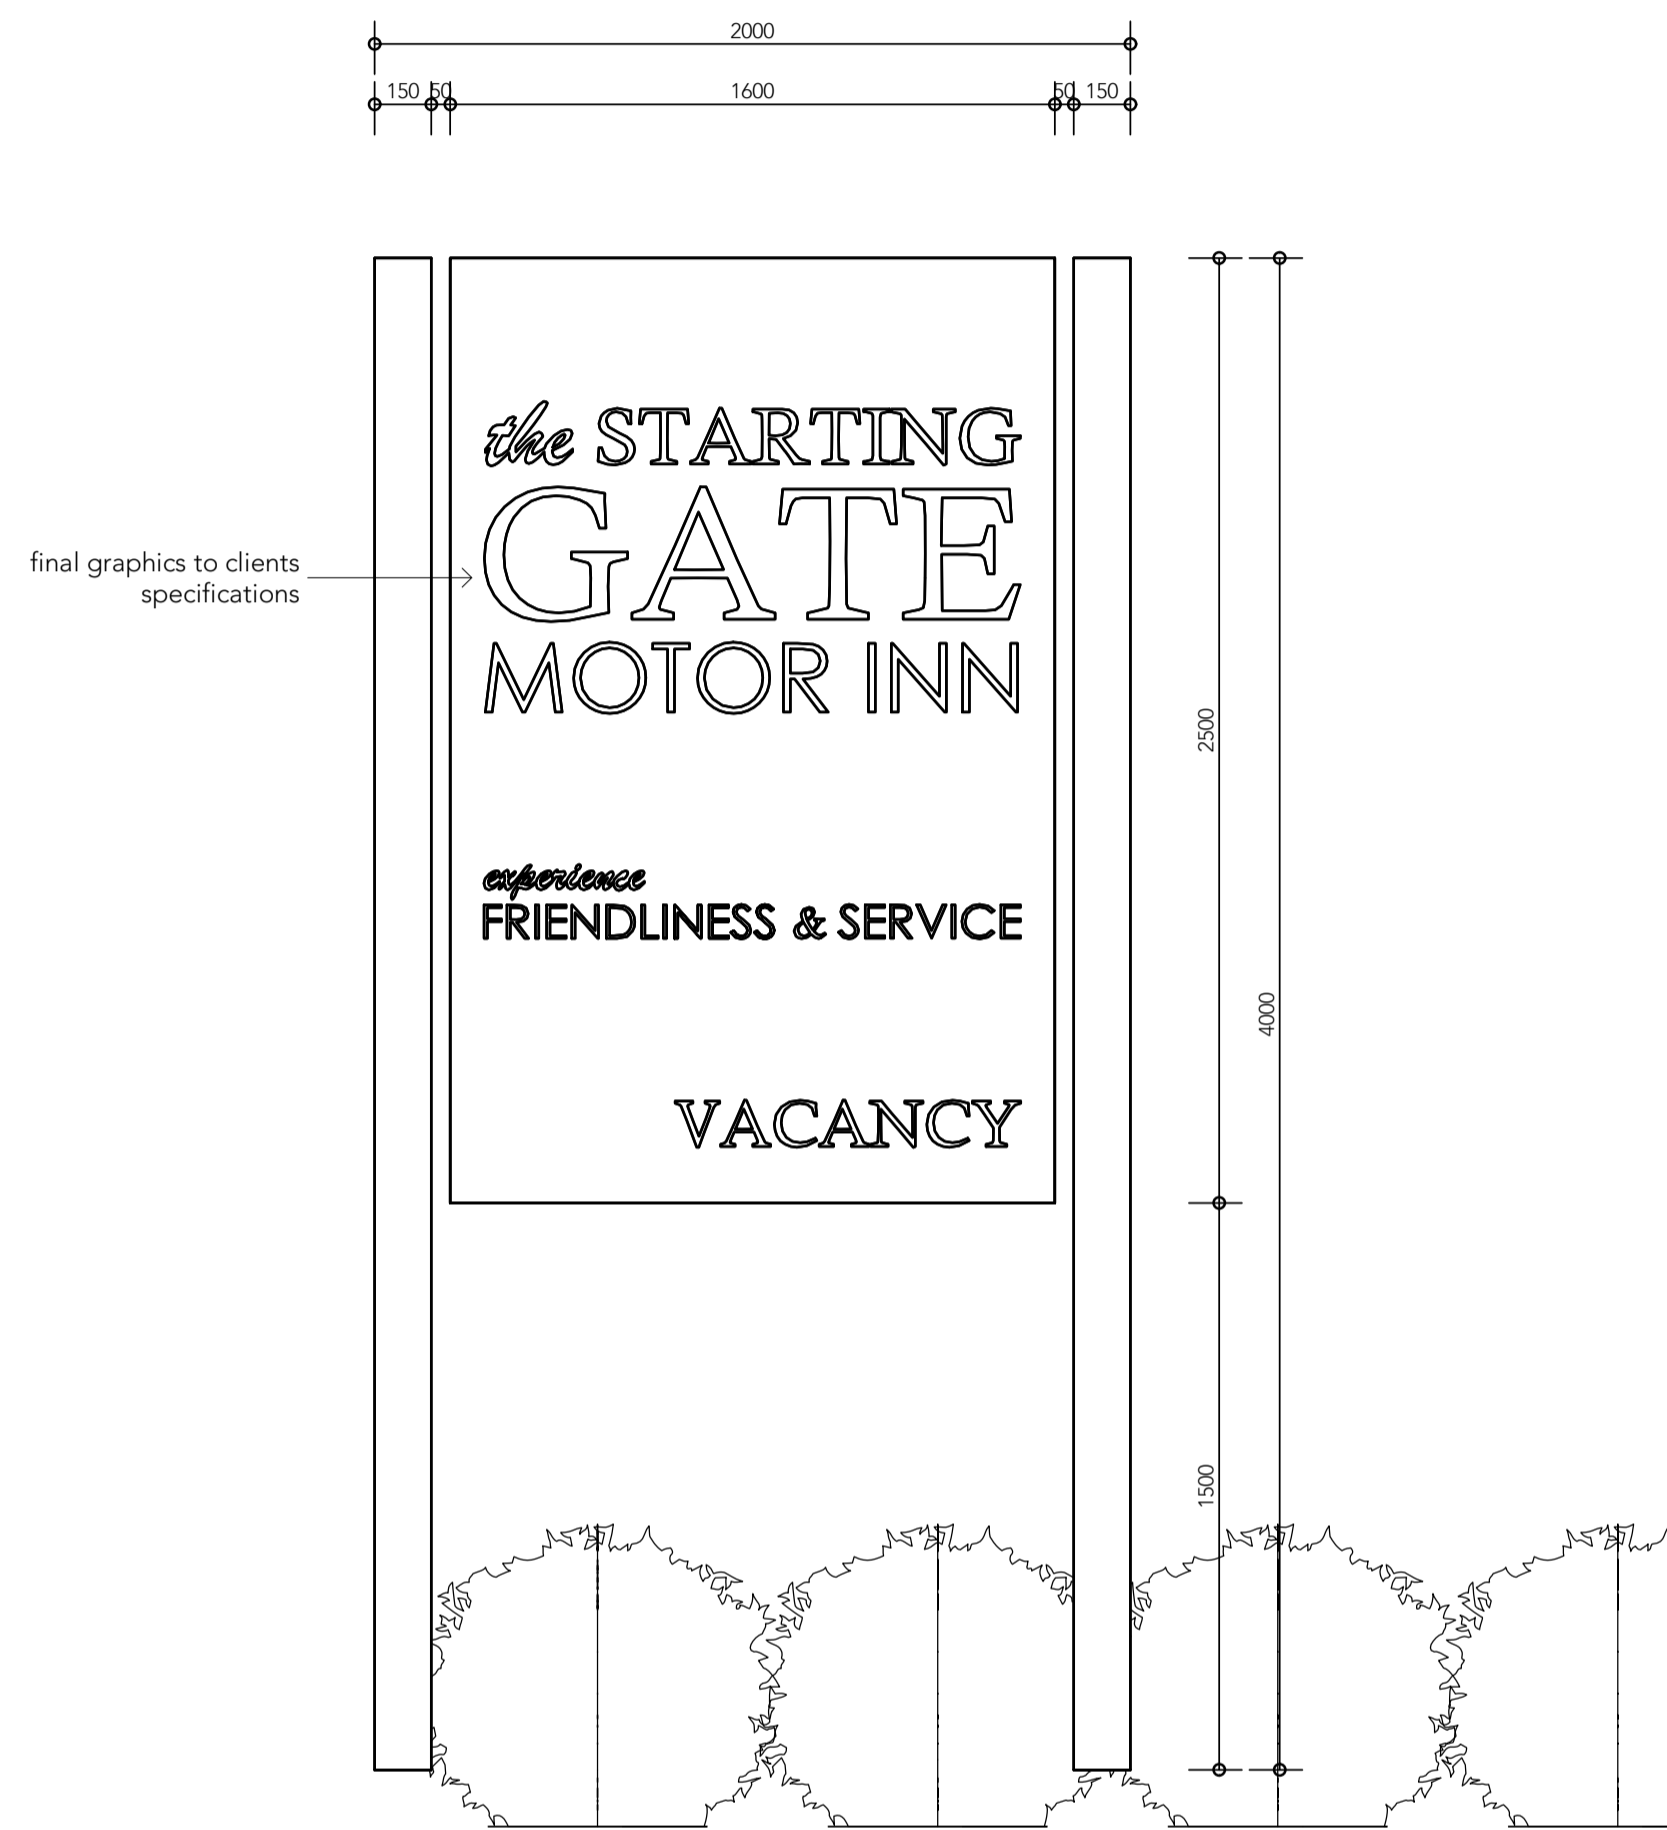 2000
150 50 1600 50 150
the STARTING
GATE
MOTOR INN
final graphics to clients
specifications
experience
FRIENDLINESS & SERVICE
VACANCY
2500
4000
1500